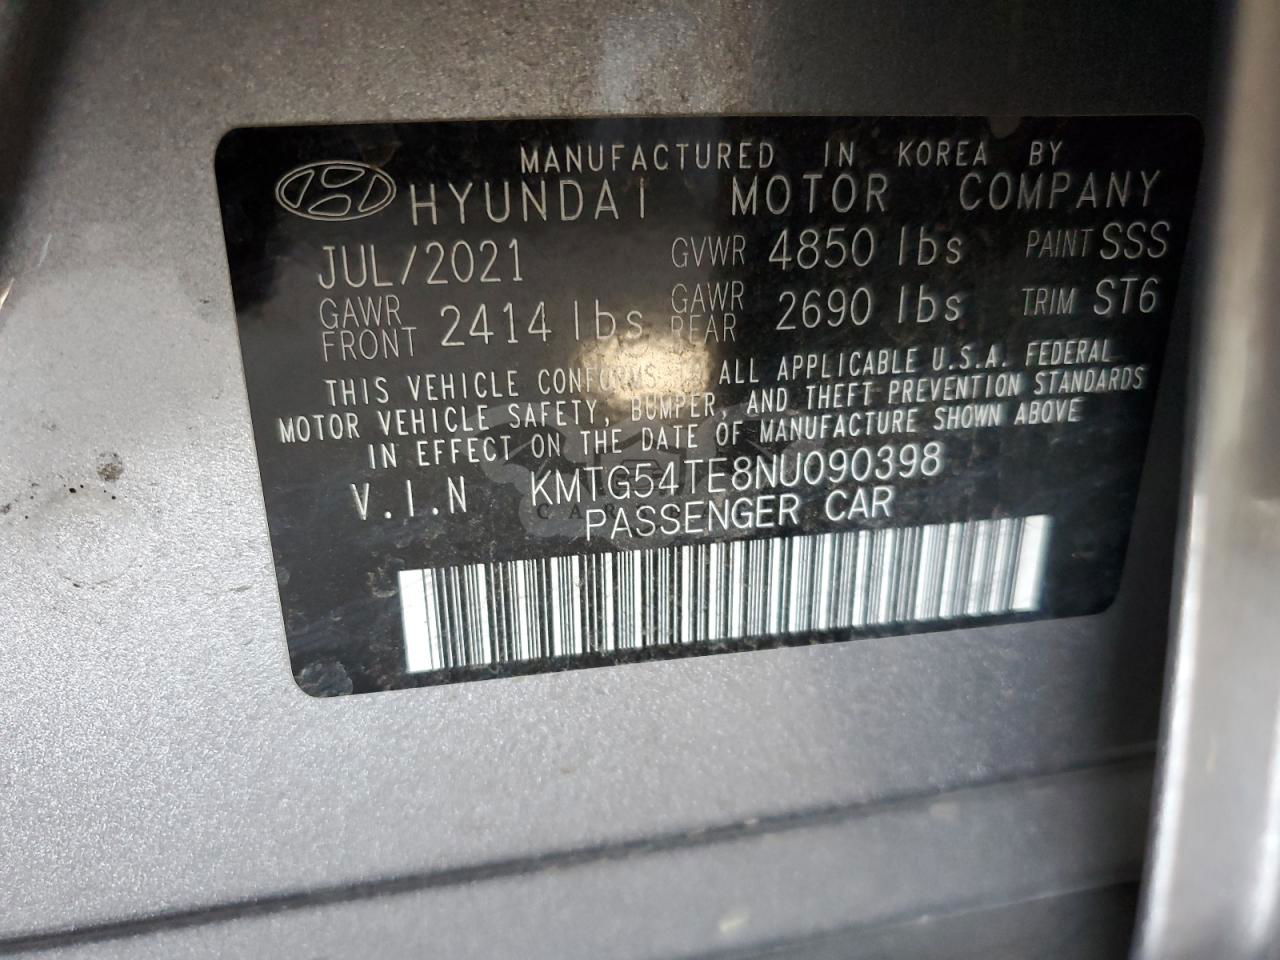 MANUFACTURED IN KOREA BY
HYUNDAI MOTOR COMPANY
JUL/2021 GVWR 4850 lbs PAINT SSS
GAWR FRONT 2414 lbs GAWR REAR 2690 lbs TRIM ST6
THIS VEHICLE CONFORMS TO ALL APPLICABLE U.S.A. FEDERAL
MOTOR VEHICLE SAFETY, BUMPER, AND THEFT PREVENTION STANDARDS
IN EFFECT ON THE DATE OF MANUFACTURE SHOWN ABOVE
V.I.N KMTG54TE8NU090398
PASSENGER CAR